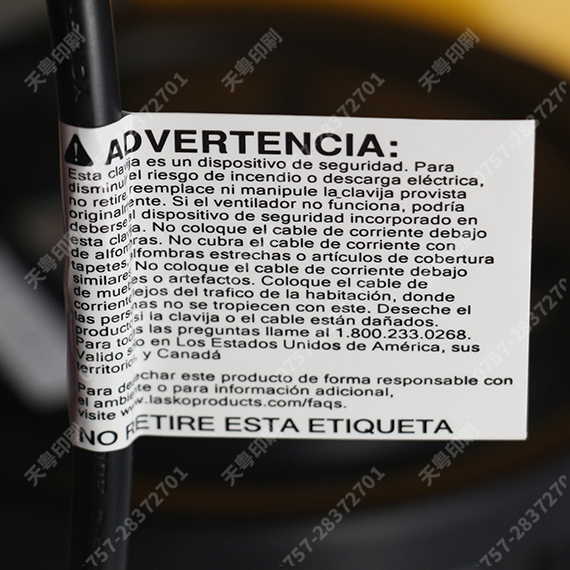 ADVERTENCIA:
Esta clavija es un dispositivo de seguridad. Para
disminuir el riesgo de incendio o descarga eléctrica,
no retire, reemplace ni manipule la clavija provista
originalmente. Si el ventilador no funciona, podría
deberse al dispositivo de seguridad incorporado en
esta clavija. No coloque el cable de corriente debajo
de alfombras. No cubra el cable de corriente con
tapetes, alfombras estrechas o artículos de cobertura
similares. No coloque el cable de corriente debajo
de muebles o artefactos. Coloque el cable de
corriente lejos del trafico de la habitación, donde
las personas no se topiecen con este. Deseche el
producto si la clavija o el cable están dañados.
Para todas las preguntas llame al 1.800.233.0268.
Valido solo en Los Estados Unidos de América, sus
territorios y Canadá
Para desechar este producto de forma responsable con
el ambiente o para información adicional,
visite www.laskoproducts.com/faqs.
NO RETIRE ESTA ETIQUETA
天粤印刷
0757-28372701